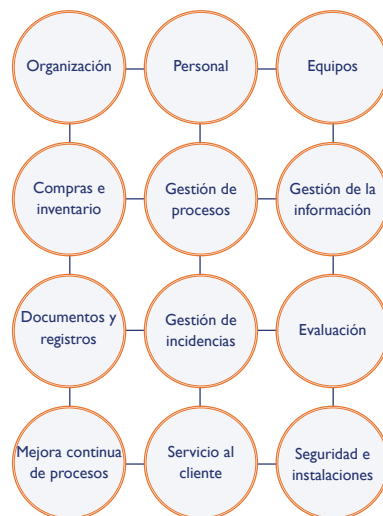 Organización
Personal
Equipos
Compras e
inventario
Gestión de
procesos
Gestión de la
información
Documentos y
registros
Gestión de
incidencias
Evaluación
Mejora continua
de procesos
Servicio al
cliente
Seguridad e
instalaciones